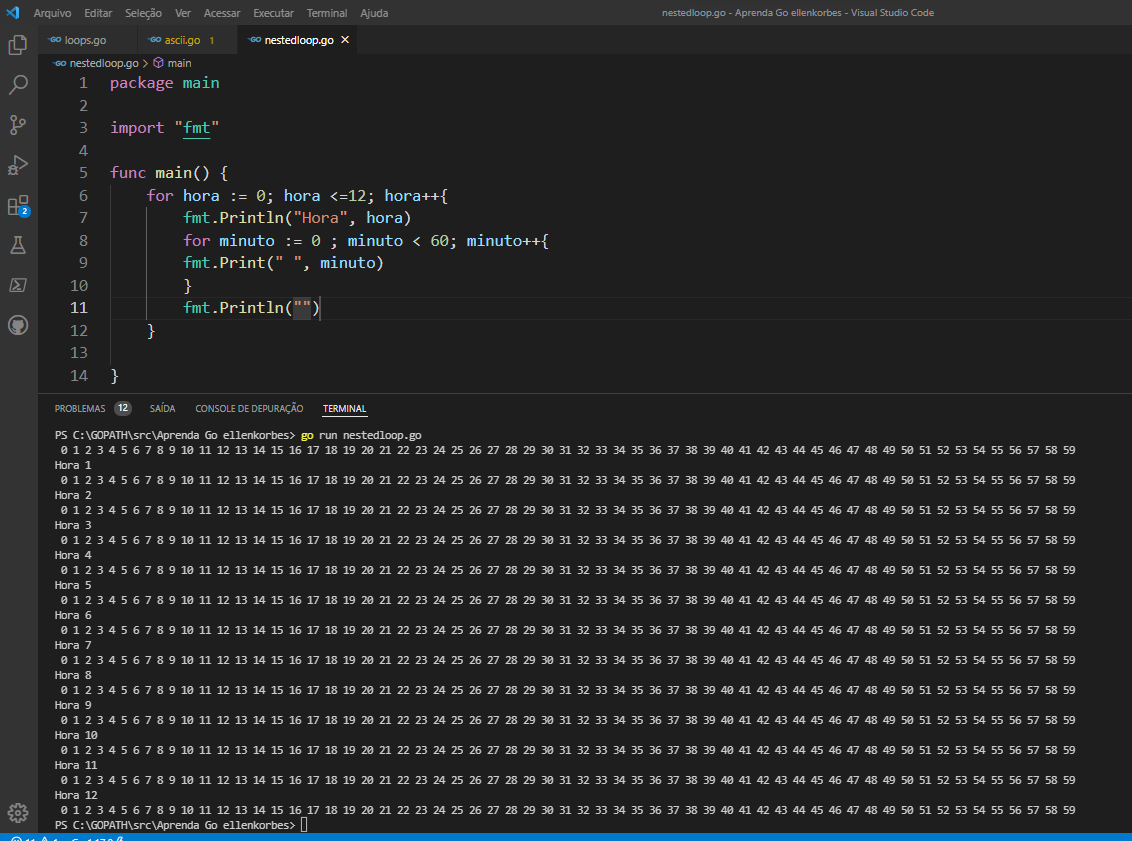 Arquivo Editar Seleção Ver Acessar Executar Terminal Ajuda nestedloop.go - Aprenda Go ellenkorbes - Visual Studio Code
GO loops.go GO ascii.go 1 GO nestedloop.go ×
GO nestedloop.go > main
1 package main
2
3 import "fmt"
4
5 func main() {
6 for hora := 0; hora <=12; hora++{
7 fmt.Println("Hora", hora)
8 for minuto := 0 ; minuto < 60; minuto++{
9 fmt.Print(" ", minuto)
10 }
11 fmt.Println("")
12 }
13
14 }
2
PROBLEMAS 12 SAÍDA CONSOLE DE DEPURAÇÃO TERMINAL
PS C:\GOPATH\src\Aprenda Go ellenkorbes> go run nestedloop.go
0 1 2 3 4 5 6 7 8 9 10 11 12 13 14 15 16 17 18 19 20 21 22 23 24 25 26 27 28 29 30 31 32 33 34 35 36 37 38 39 40 41 42 43 44 45 46 47 48 49 50 51 52 53 54 55 56 57 58 59
Hora 1
0 1 2 3 4 5 6 7 8 9 10 11 12 13 14 15 16 17 18 19 20 21 22 23 24 25 26 27 28 29 30 31 32 33 34 35 36 37 38 39 40 41 42 43 44 45 46 47 48 49 50 51 52 53 54 55 56 57 58 59
Hora 2
0 1 2 3 4 5 6 7 8 9 10 11 12 13 14 15 16 17 18 19 20 21 22 23 24 25 26 27 28 29 30 31 32 33 34 35 36 37 38 39 40 41 42 43 44 45 46 47 48 49 50 51 52 53 54 55 56 57 58 59
Hora 3
0 1 2 3 4 5 6 7 8 9 10 11 12 13 14 15 16 17 18 19 20 21 22 23 24 25 26 27 28 29 30 31 32 33 34 35 36 37 38 39 40 41 42 43 44 45 46 47 48 49 50 51 52 53 54 55 56 57 58 59
Hora 4
0 1 2 3 4 5 6 7 8 9 10 11 12 13 14 15 16 17 18 19 20 21 22 23 24 25 26 27 28 29 30 31 32 33 34 35 36 37 38 39 40 41 42 43 44 45 46 47 48 49 50 51 52 53 54 55 56 57 58 59
Hora 5
0 1 2 3 4 5 6 7 8 9 10 11 12 13 14 15 16 17 18 19 20 21 22 23 24 25 26 27 28 29 30 31 32 33 34 35 36 37 38 39 40 41 42 43 44 45 46 47 48 49 50 51 52 53 54 55 56 57 58 59
Hora 6
0 1 2 3 4 5 6 7 8 9 10 11 12 13 14 15 16 17 18 19 20 21 22 23 24 25 26 27 28 29 30 31 32 33 34 35 36 37 38 39 40 41 42 43 44 45 46 47 48 49 50 51 52 53 54 55 56 57 58 59
Hora 7
0 1 2 3 4 5 6 7 8 9 10 11 12 13 14 15 16 17 18 19 20 21 22 23 24 25 26 27 28 29 30 31 32 33 34 35 36 37 38 39 40 41 42 43 44 45 46 47 48 49 50 51 52 53 54 55 56 57 58 59
Hora 8
0 1 2 3 4 5 6 7 8 9 10 11 12 13 14 15 16 17 18 19 20 21 22 23 24 25 26 27 28 29 30 31 32 33 34 35 36 37 38 39 40 41 42 43 44 45 46 47 48 49 50 51 52 53 54 55 56 57 58 59
Hora 9
0 1 2 3 4 5 6 7 8 9 10 11 12 13 14 15 16 17 18 19 20 21 22 23 24 25 26 27 28 29 30 31 32 33 34 35 36 37 38 39 40 41 42 43 44 45 46 47 48 49 50 51 52 53 54 55 56 57 58 59
Hora 10
0 1 2 3 4 5 6 7 8 9 10 11 12 13 14 15 16 17 18 19 20 21 22 23 24 25 26 27 28 29 30 31 32 33 34 35 36 37 38 39 40 41 42 43 44 45 46 47 48 49 50 51 52 53 54 55 56 57 58 59
Hora 11
0 1 2 3 4 5 6 7 8 9 10 11 12 13 14 15 16 17 18 19 20 21 22 23 24 25 26 27 28 29 30 31 32 33 34 35 36 37 38 39 40 41 42 43 44 45 46 47 48 49 50 51 52 53 54 55 56 57 58 59
Hora 12
0 1 2 3 4 5 6 7 8 9 10 11 12 13 14 15 16 17 18 19 20 21 22 23 24 25 26 27 28 29 30 31 32 33 34 35 36 37 38 39 40 41 42 43 44 45 46 47 48 49 50 51 52 53 54 55 56 57 58 59
PS C:\GOPATH\src\Aprenda Go ellenkorbes>